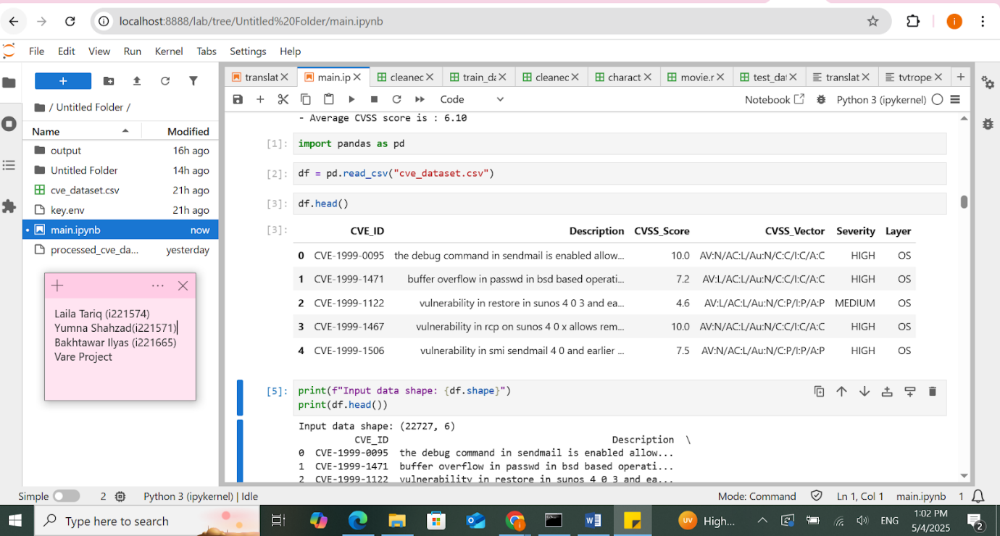 localhost:8888/lab/tree/Untitled%20Folder/main.ipynb
i
File Edit View Run Kernel Tabs Settings Help
+
/ Untitled Folder /
Name Modified
output 16h ago
Untitled Folder 14h ago
cve_dataset.csv 21h ago
key.env 21h ago
main.ipynb now
processed_cve_da... yesterday
Laila Tariq (i221574)
Yumna Shahzad(i221571)
Bakhtawar Ilyas (i221665)
Vare Project
translat main.ip cleanec train_da cleanec charact movie.r test_dat translat tvtrope
Code Notebook Python 3 (ipykernel)
- Average CVSS score is : 6.10
[1]: import pandas as pd
[2]: df = pd.read_csv("cve_dataset.csv")
[3]: df.head()
[3]: CVE_ID Description CVSS_Score CVSS_Vector Severity Layer
0 CVE-1999-0095 the debug command in sendmail is enabled allow... 10.0 AV:N/AC:L/Au:N/C:C/I:C/A:C HIGH OS
1 CVE-1999-1471 buffer overflow in passwd in bsd based operati... 7.2 AV:L/AC:L/Au:N/C:C/I:C/A:C HIGH OS
2 CVE-1999-1122 vulnerability in restore in sunos 4 0 3 and ea... 4.6 AV:L/AC:L/Au:N/C:P/I:P/A:P MEDIUM OS
3 CVE-1999-1467 vulnerability in rcp on sunos 4 0 x allows rem... 10.0 AV:N/AC:L/Au:N/C:C/I:C/A:C HIGH OS
4 CVE-1999-1506 vulnerability in smi sendmail 4 0 and earlier ... 7.5 AV:N/AC:L/Au:N/C:P/I:P/A:P HIGH OS
[5]: print(f"Input data shape: {df.shape}")
print(df.head())
Input data shape: (22727, 6)
CVE_ID Description \
0 CVE-1999-0095 the debug command in sendmail is enabled allow...
1 CVE-1999-1471 buffer overflow in passwd in bsd based operati...
2 CVE-1999-1122 vulnerability in restore in sunos 4 0 3 and ea...
Simple 2 Python 3 (ipykernel) | Idle Mode: Command Ln 1, Col 1 main.ipynb 1
Type here to search UV High... ENG 1:02 PM
5/4/2025 2